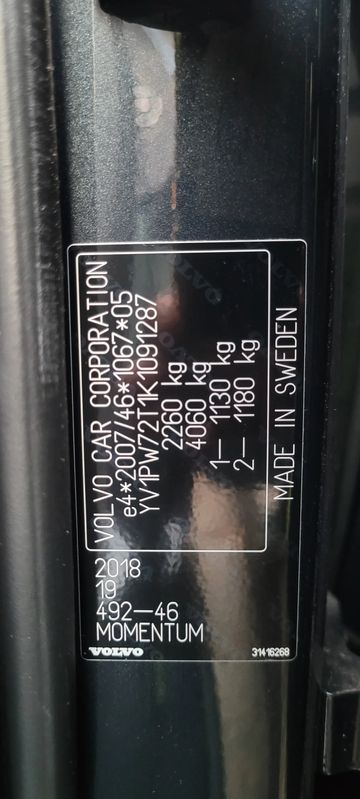 VOLVO CAR CORPORATION
e4*2007/46*1067*05
YV1PW72T1K1091287
2260 kg
4060 kg
1– 1130 kg
2– 1180 kg
MADE IN SWEDEN
2018
19
492–46
MOMENTUM
VOLVO
31416268